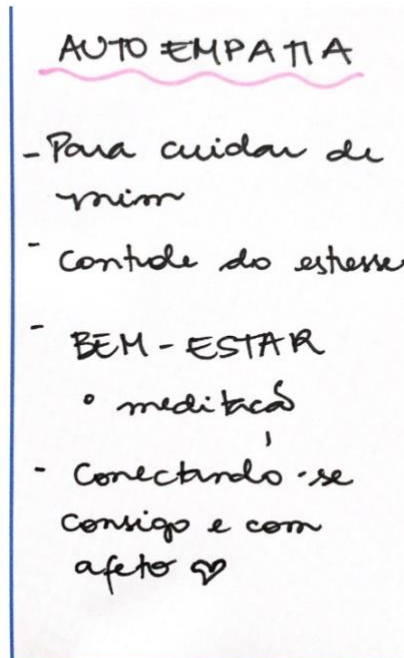 AUTO EMPATIA
- Para cuidar de
mim
- Controle do estresse
- BEM-ESTAR
° meditação
- Conectando-se
consigo e com
afeto ♡